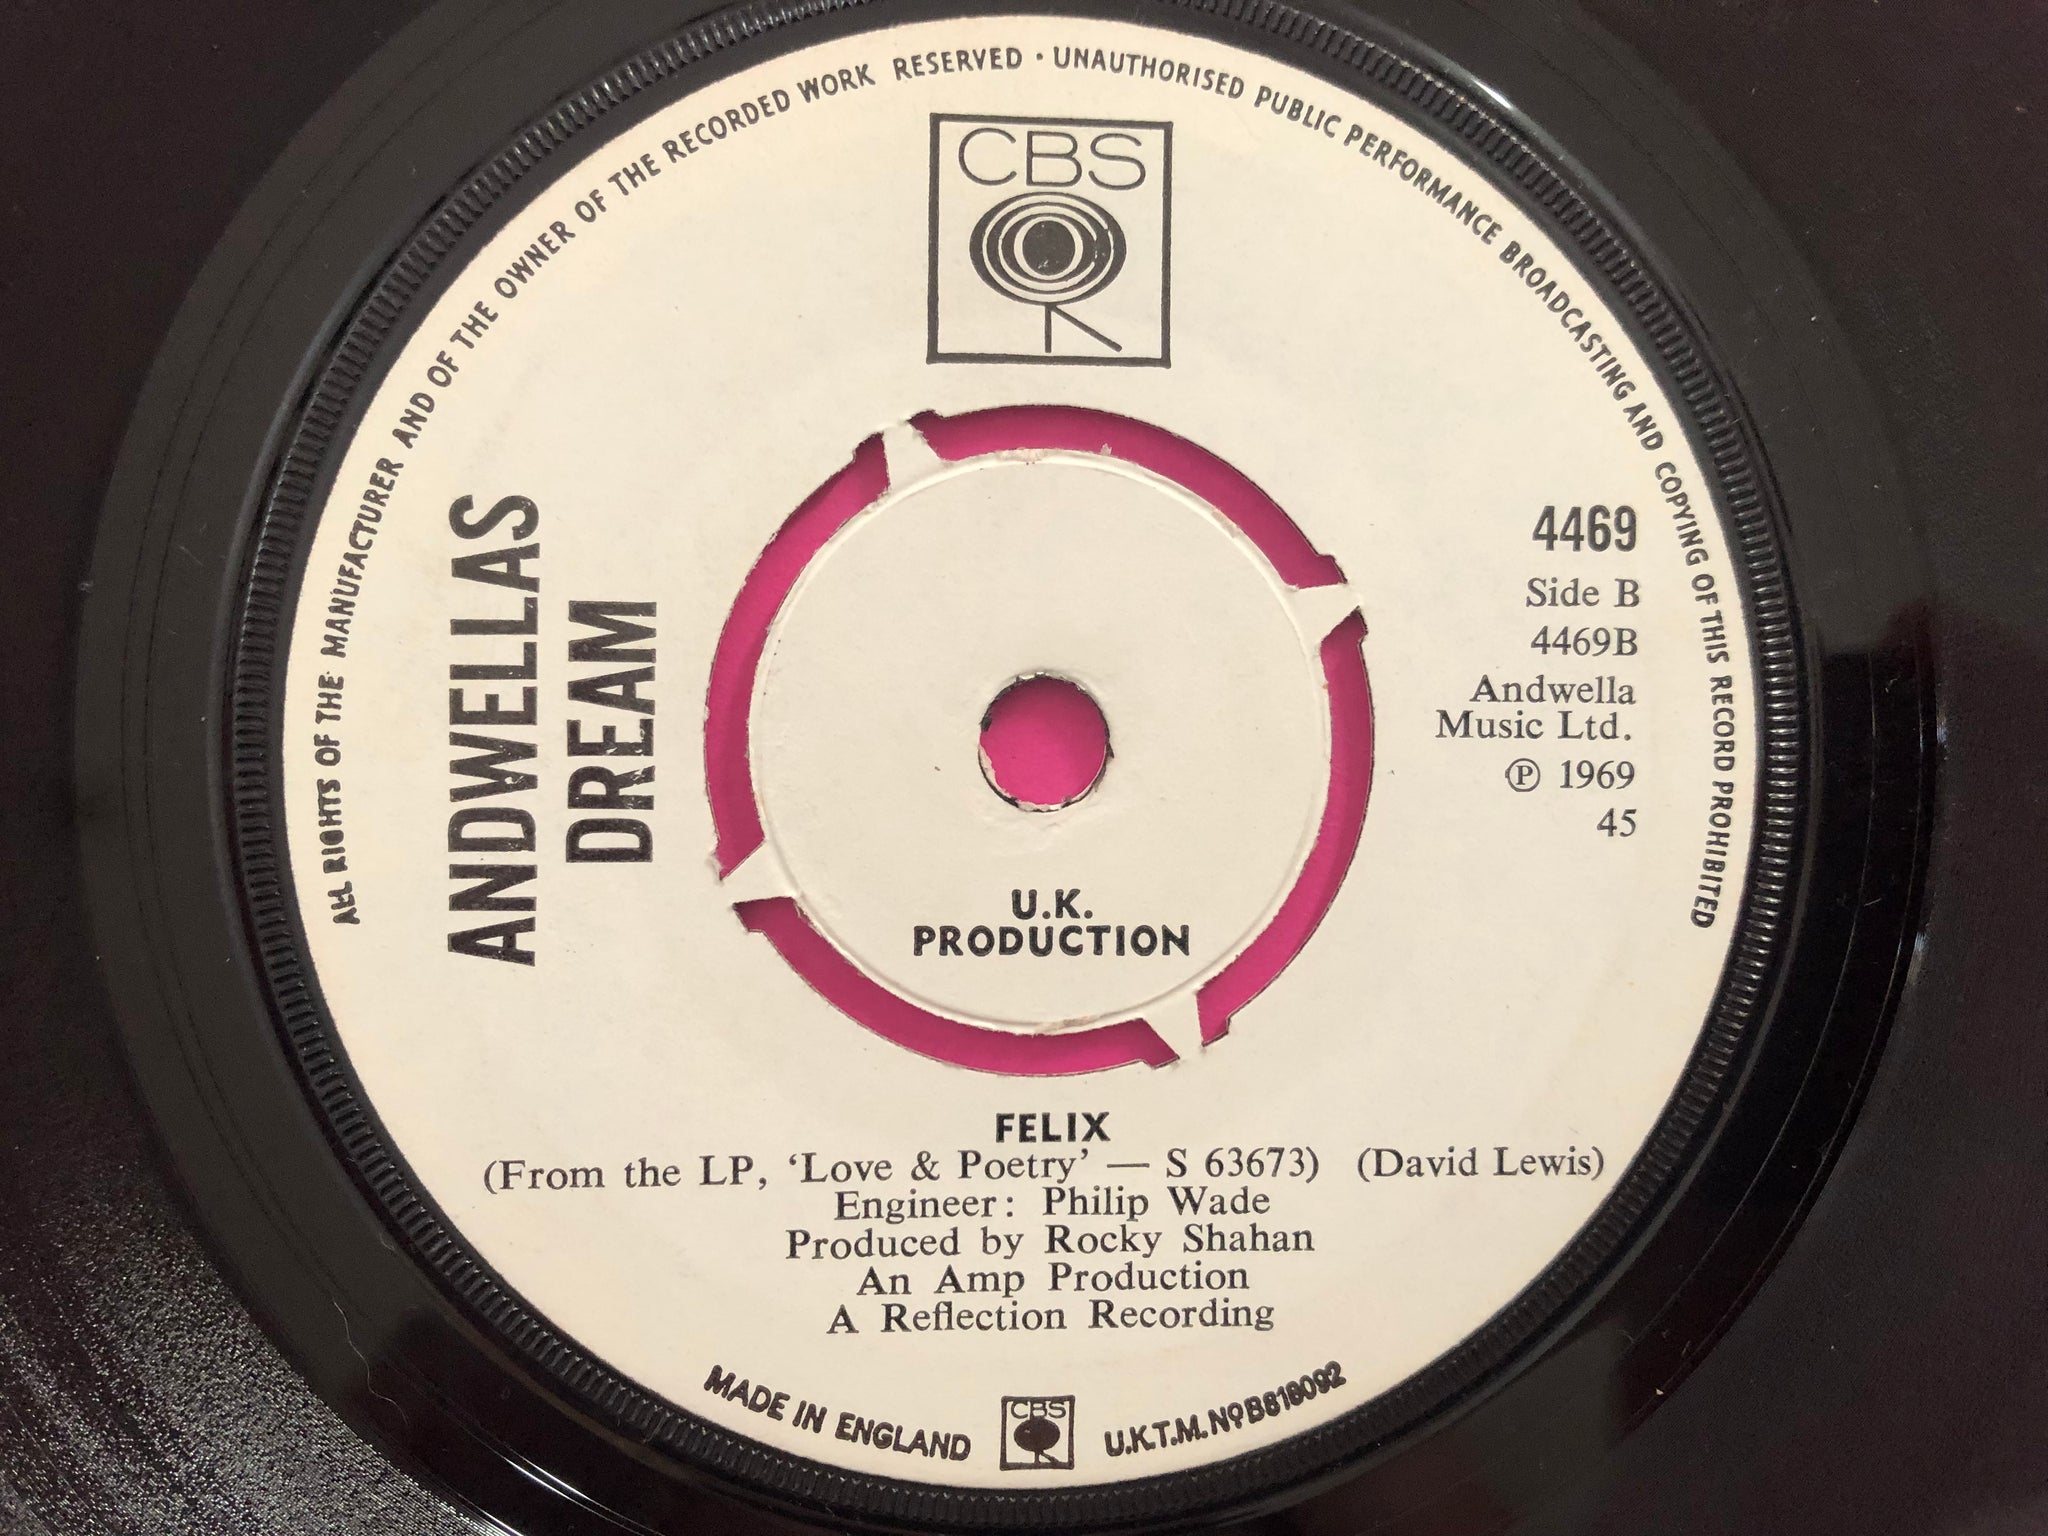 ALL RIGHTS OF THE MANUFACTURER AND OF THE OWNER OF THE RECORDED WORK RESERVED · UNAUTHORISED PUBLIC PERFORMANCE BROADCASTING AND COPYING OF THIS RECORD PROHIBITED
CBS
ANDWELLAS
DREAM
4469
Side B
4469B
Andwella
Music Ltd.
℗ 1969
45
U.K.
PRODUCTION
FELIX
(From the LP, ‘Love & Poetry’ — S 63673) (David Lewis)
Engineer: Philip Wade
Produced by Rocky Shahan
An Amp Production
A Reflection Recording
MADE IN ENGLAND CBS U.K.T.M. No B818092